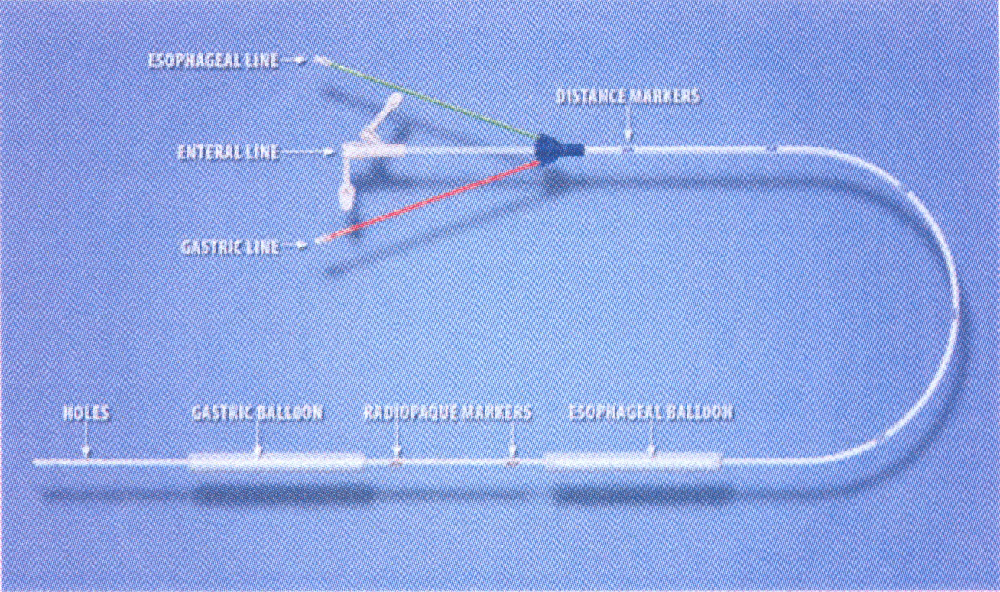 ESOPHAGEAL LINE
DISTANCE MARKERS
ENTERAL LINE
GASTRIC LINE
HOLES
GASTRIC BALLOON
RADIOPAQUE MARKERS
ESOPHAGEAL BALLOON